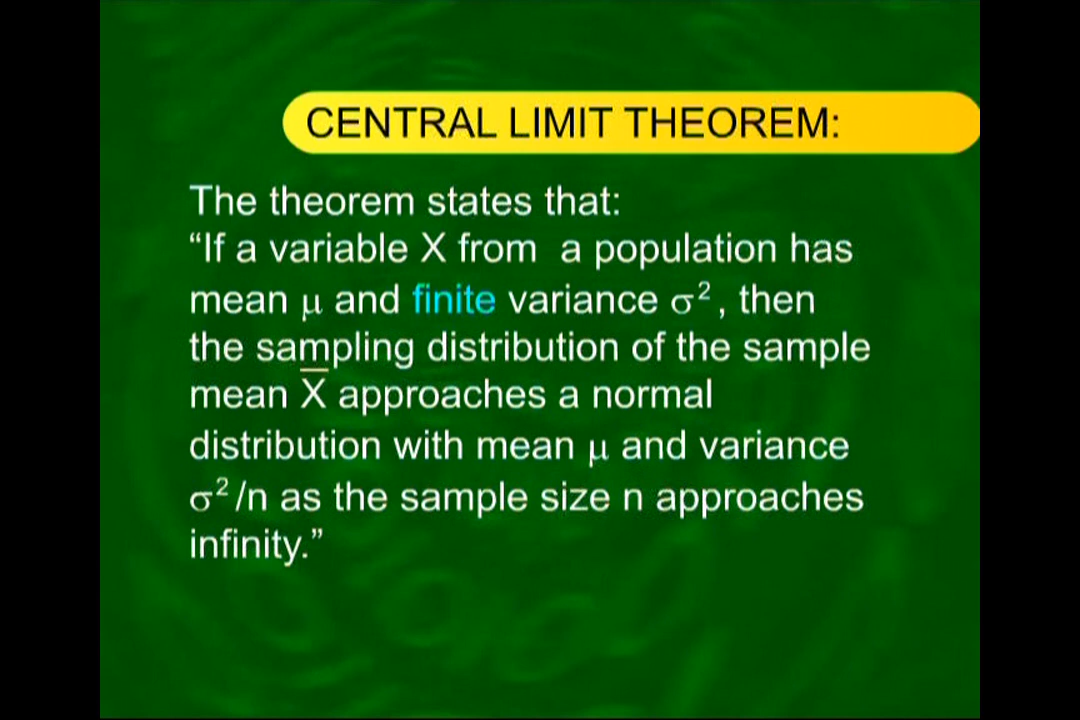 CENTRAL LIMIT THEOREM:
The theorem states that:
“If a variable X from a population has
mean μ and finite variance σ², then
the sampling distribution of the sample
mean X̅ approaches a normal
distribution with mean μ and variance
σ²/n as the sample size n approaches
infinity.”